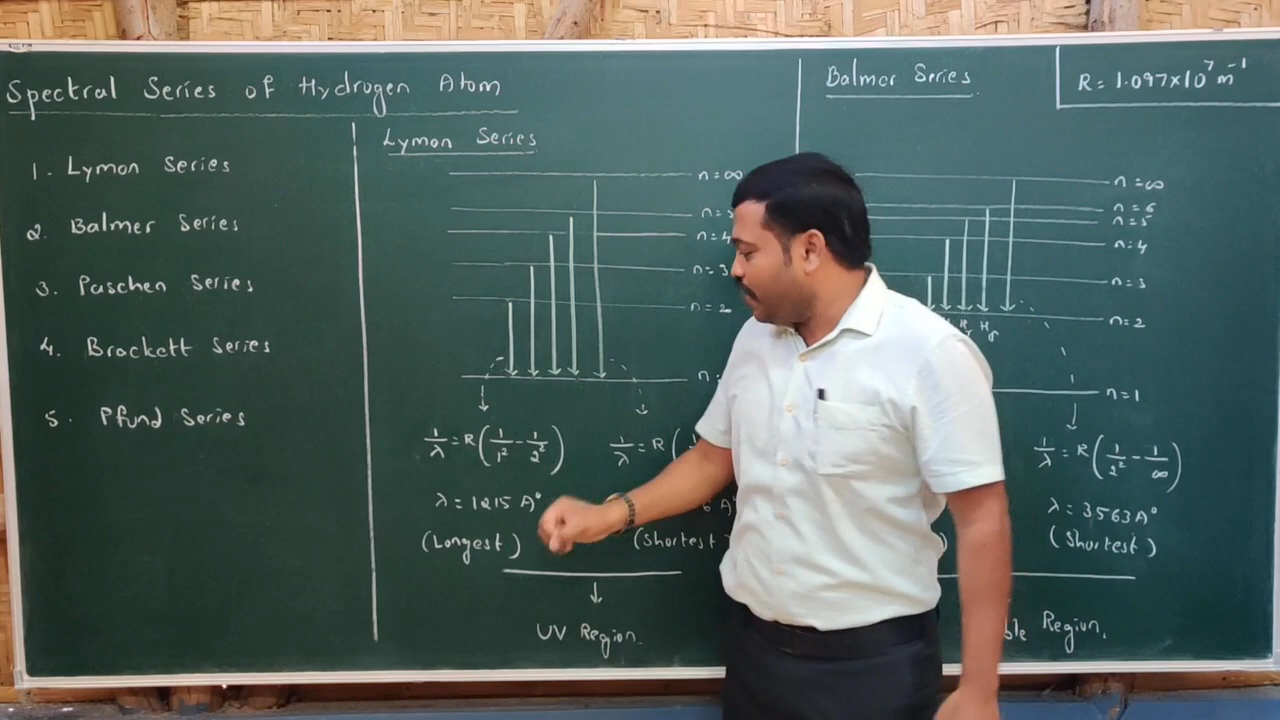 Spectral Series of Hydrogen Atom
1. Lymon Series
2. Balmer Series
3. Paschen Series
4. Brackett Series
5. Pfund Series
Lymon Series
n=∞
n=4
n=3
n=2
1/λ = R(1/1² - 1/2²)
1/λ = R(
λ = 1215 A°
(Longest)
(Shortest
UV Region.
Balmer Series
R = 1.097×10⁷ m⁻¹
n=∞
n=6
n=5
n=4
n=3
n=2
n=1
1/λ = R(1/2² - 1/∞)
λ = 3563 A°
(Shortest)
Region.